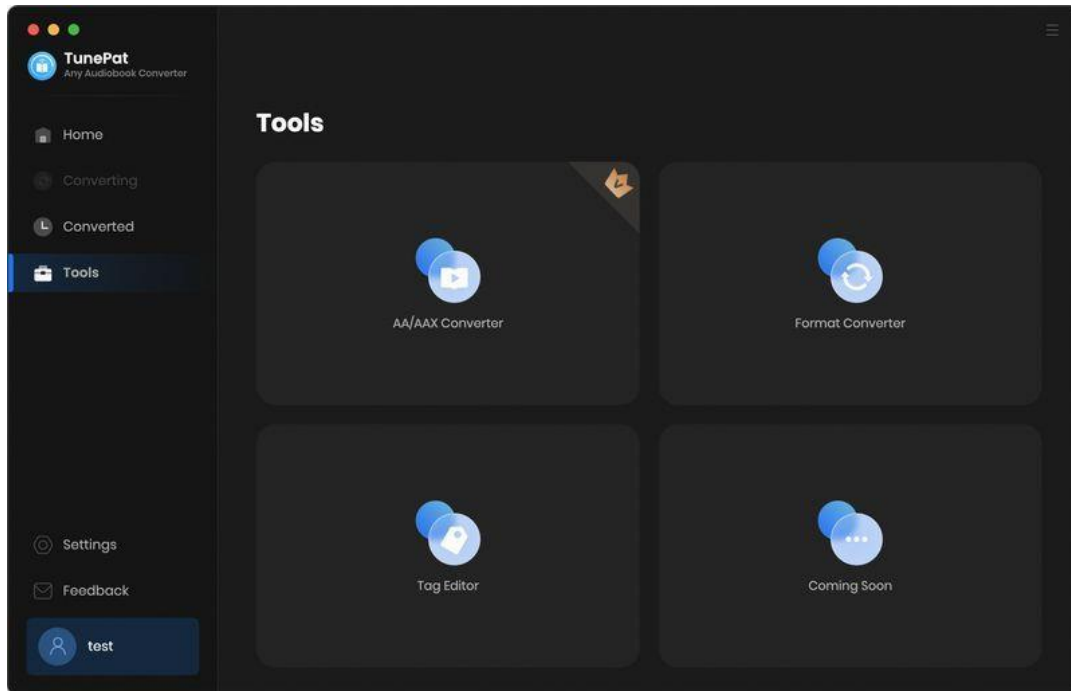 TunePat
Any Audiobook Converter
Home
Converting
Converted
Tools
Settings
Feedback
test
Tools
AA/AAX Converter
Format Converter
Tag Editor
Coming Soon